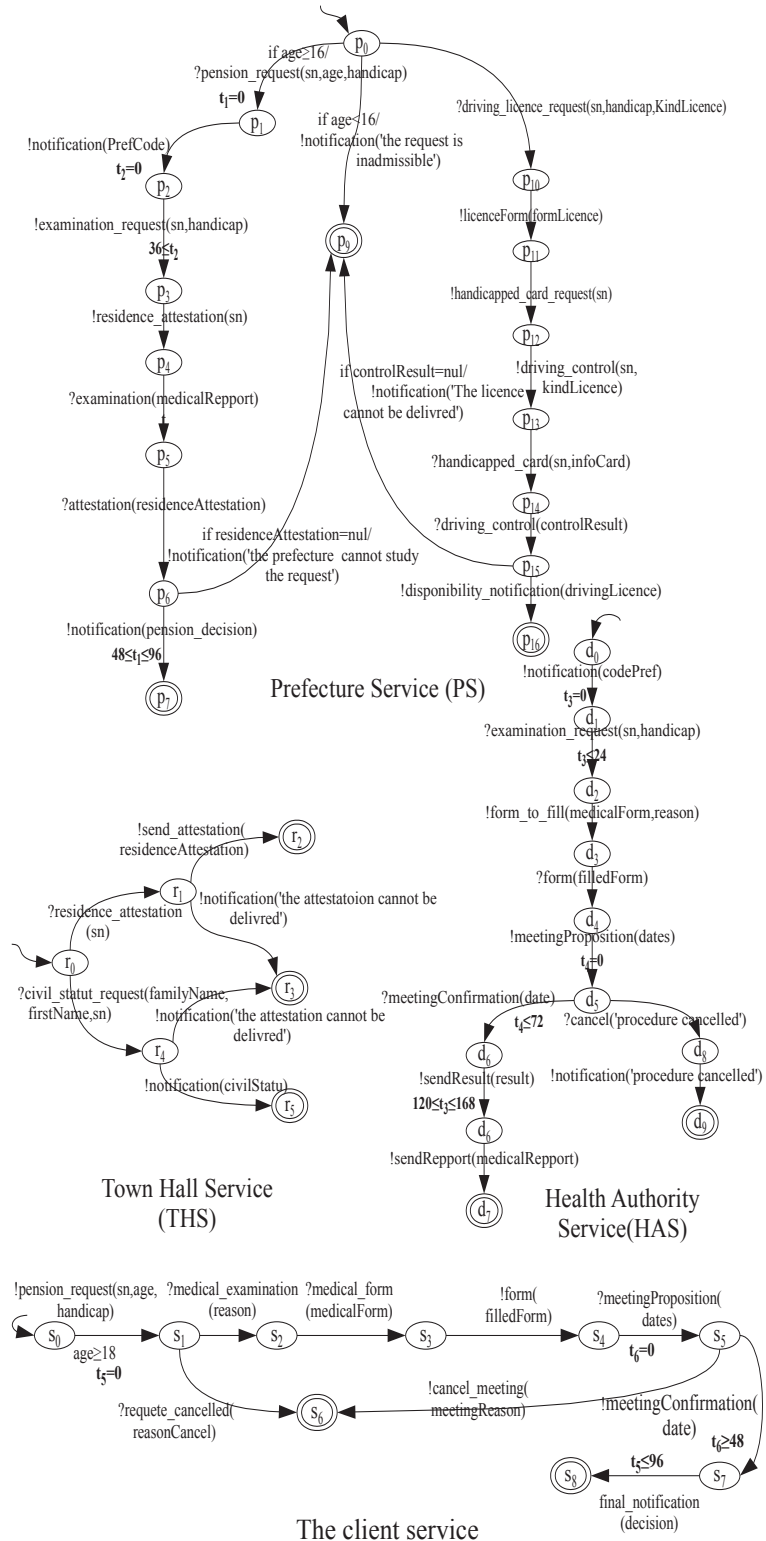 p0
if age≥16/
?pension_request(sn,age,handicap)
t1=0
p1
if age<16/
!notification('the request is
inadmissible')
?driving_licence_request(sn,handicap,KindLicence)
!notification(PrefCode)
t2=0
p2
p10
!licenceForm(formLicence)
!examination_request(sn,handicap)
36≤t2
p9
p11
p3
!handicapped_card_request(sn)
!residence_attestation(sn)
p12
p4
if controlResult=nul/
!notification('The licence
cannot be delivred')
!driving_control(sn,
kindLicence)
?examination(medicalRepport)
p13
p5
?handicapped_card(sn,infoCard)
p14
?attestation(residenceAttestation)
?driving_control(controlResult)
if residenceAttestation=nul/
!notification('the prefecture cannot study
the request')
p15
p6
!disponibility_notification(drivingLicence)
!notification(pension_decision)
48≤t1≤96
p16
p7
Prefecture Service (PS)
d0
!notification(codePref)
t3=0
d1
?examination_request(sn,handicap)
t3≤24
d2
!form_to_fill(medicalForm,reason)
d3
?form(filledForm)
d4
!meetingProposition(dates)
t4=0
d5
?meetingConfirmation(date)
t4≤72
?cancel('procedure cancelled')
d6
d8
!sendResult(result)
!notification('procedure cancelled')
120≤t3≤168
d6
d9
!sendRepport(medicalRepport)
d7
Health Authority
Service(HAS)
!send_attestation(
residenceAttestation)
r2
r1
?residence_attestation
(sn)
!notification('the attestatoion cannot be
delivred')
r0
r3
?civil_statut_request(familyName,
firstName,sn)
!notification('the attestation cannot be
delivred')
r4
!notification(civilStatu)
r5
Town Hall Service
(THS)
!pension_request(sn,age,
handicap)
?medical_examination
(reason)
?medical_form
(medicalForm)
!form(
filledForm)
?meetingProposition(
dates)
s0
s1
s2
s3
s4
s5
age≥18
t5=0
t6=0
?requete_cancelled(
reasonCancel)
s6
!cancel_meeting(
meetingReason)
!meetingConfirmation(
date)
t6≥48
s8
t5≤96
s7
final_notification
(decision)
The client service